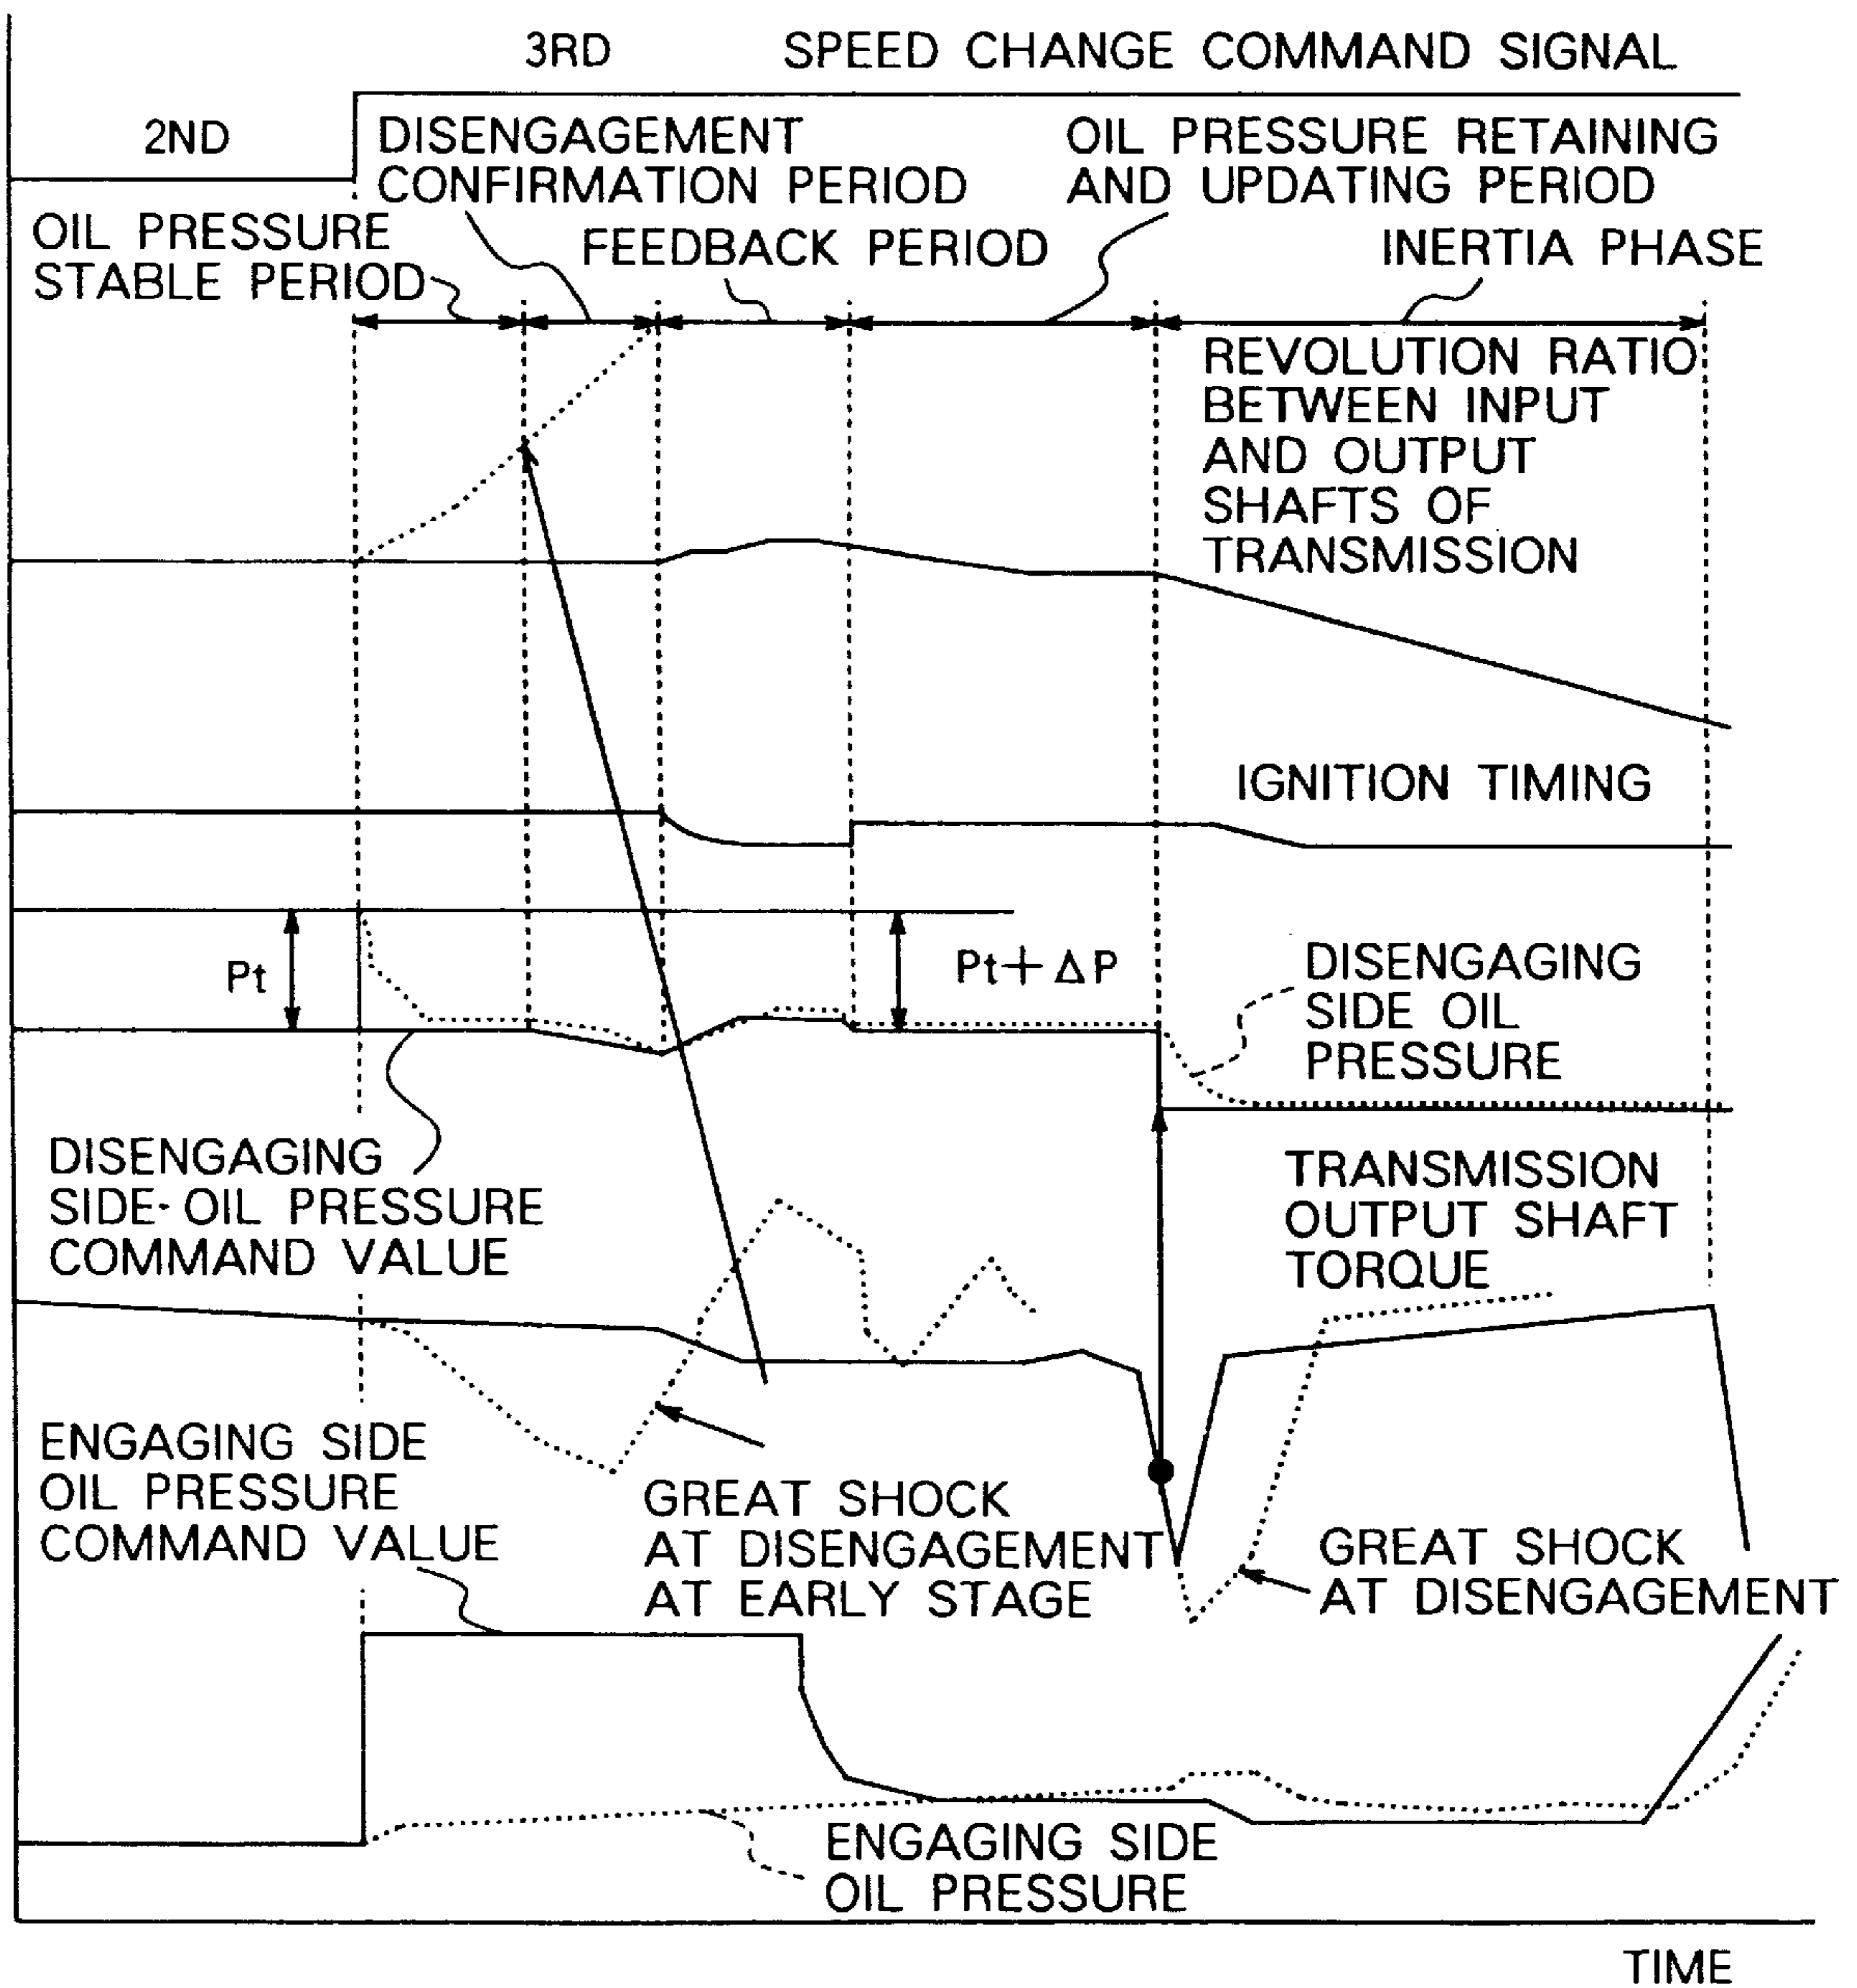 3RD
SPEED CHANGE COMMAND SIGNAL
2ND
DISENGAGEMENT
CONFIRMATION PERIOD
OIL PRESSURE RETAINING
AND UPDATING PERIOD
OIL PRESSURE
STABLE PERIOD
FEEDBACK PERIOD
INERTIA PHASE
REVOLUTION RATIO
BETWEEN INPUT
AND OUTPUT
SHAFTS OF
TRANSMISSION
IGNITION TIMING
Pt
Pt+ΔP
DISENGAGING
SIDE OIL
PRESSURE
DISENGAGING
SIDE-OIL PRESSURE
COMMAND VALUE
TRANSMISSION
OUTPUT SHAFT
TORQUE
ENGAGING SIDE
OIL PRESSURE
COMMAND VALUE
GREAT SHOCK
AT DISENGAGEMENT
AT EARLY STAGE
GREAT SHOCK
AT DISENGAGEMENT
ENGAGING SIDE
OIL PRESSURE
TIME